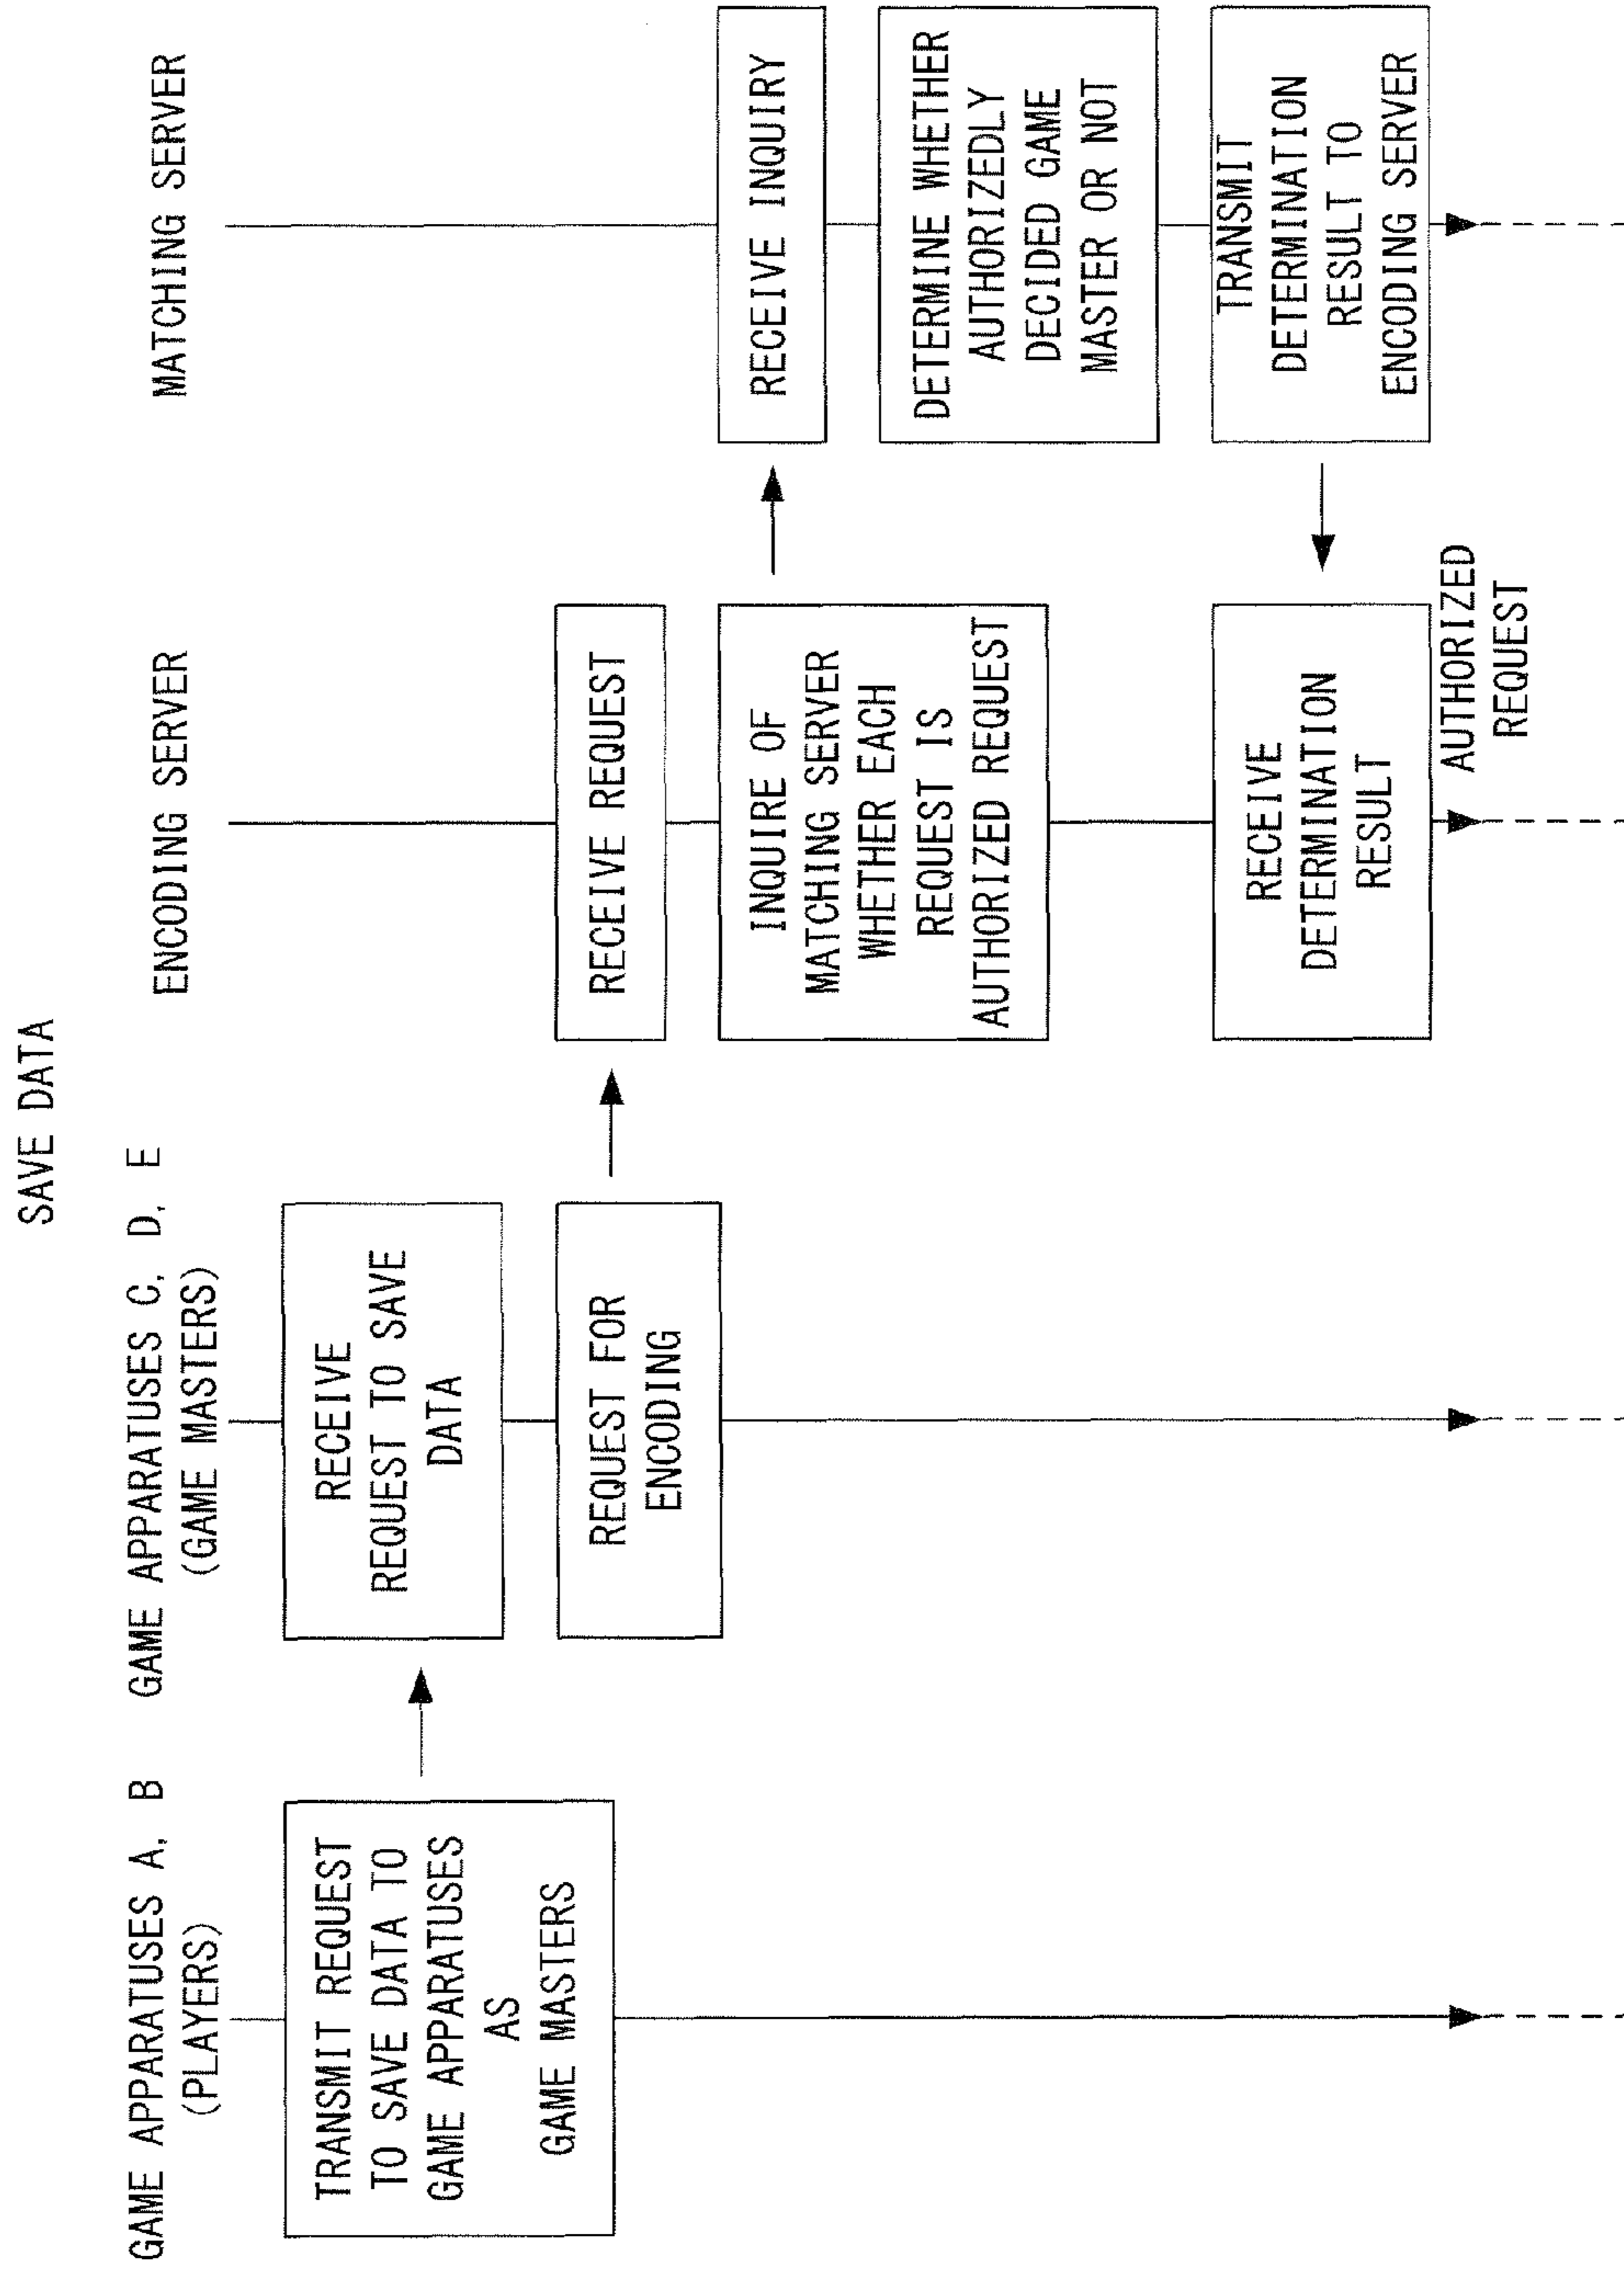 SAVE DATA
GAME APPARATUSES A, B
(PLAYERS)
GAME APPARATUSES C, D, E
(GAME MASTERS)
ENCODING SERVER
MATCHING SERVER
TRANSMIT REQUEST
TO SAVE DATA TO
GAME APPARATUSES
AS
GAME MASTERS
RECEIVE
REQUEST TO SAVE
DATA
REQUEST FOR
ENCODING
RECEIVE REQUEST
INQUIRE OF
MATCHING SERVER
WHETHER EACH
REQUEST IS
AUTHORIZED REQUEST
RECEIVE INQUIRY
DETERMINE WHETHER
AUTHORIZEDLY
DECIDED GAME
MASTER OR NOT
TRANSMIT
DETERMINATION
RESULT TO
ENCODING SERVER
RECEIVE
DETERMINATION
RESULT
AUTHORIZED
REQUEST